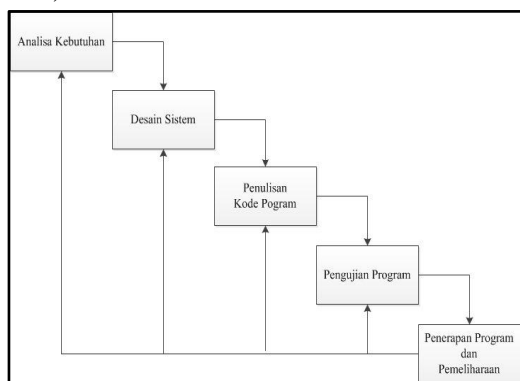 Analisa Kebutuhan
Desain Sistem
Penulisan
Kode Pogram
Pengujian Program
Penerapan Program
dan
Pemeliharaan